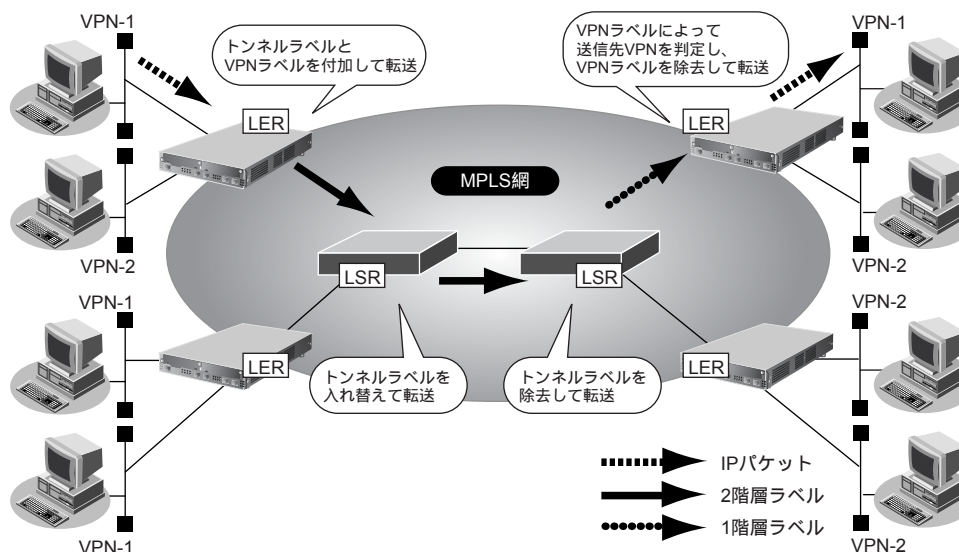 VPN-1
トンネルラベルと
VPNラベルを付加して転送
VPNラベルによって
送信先VPNを判定し、
VPNラベルを除去して転送
VPN-1
LER
LER
MPLS網
VPN-2
VPN-2
LSR
LSR
VPN-1
VPN-2
LER
LER
トンネルラベルを
入れ替えて転送
トンネルラベルを
除去して転送
IPパケット
2階層ラベル
1階層ラベル
VPN-1
VPN-2